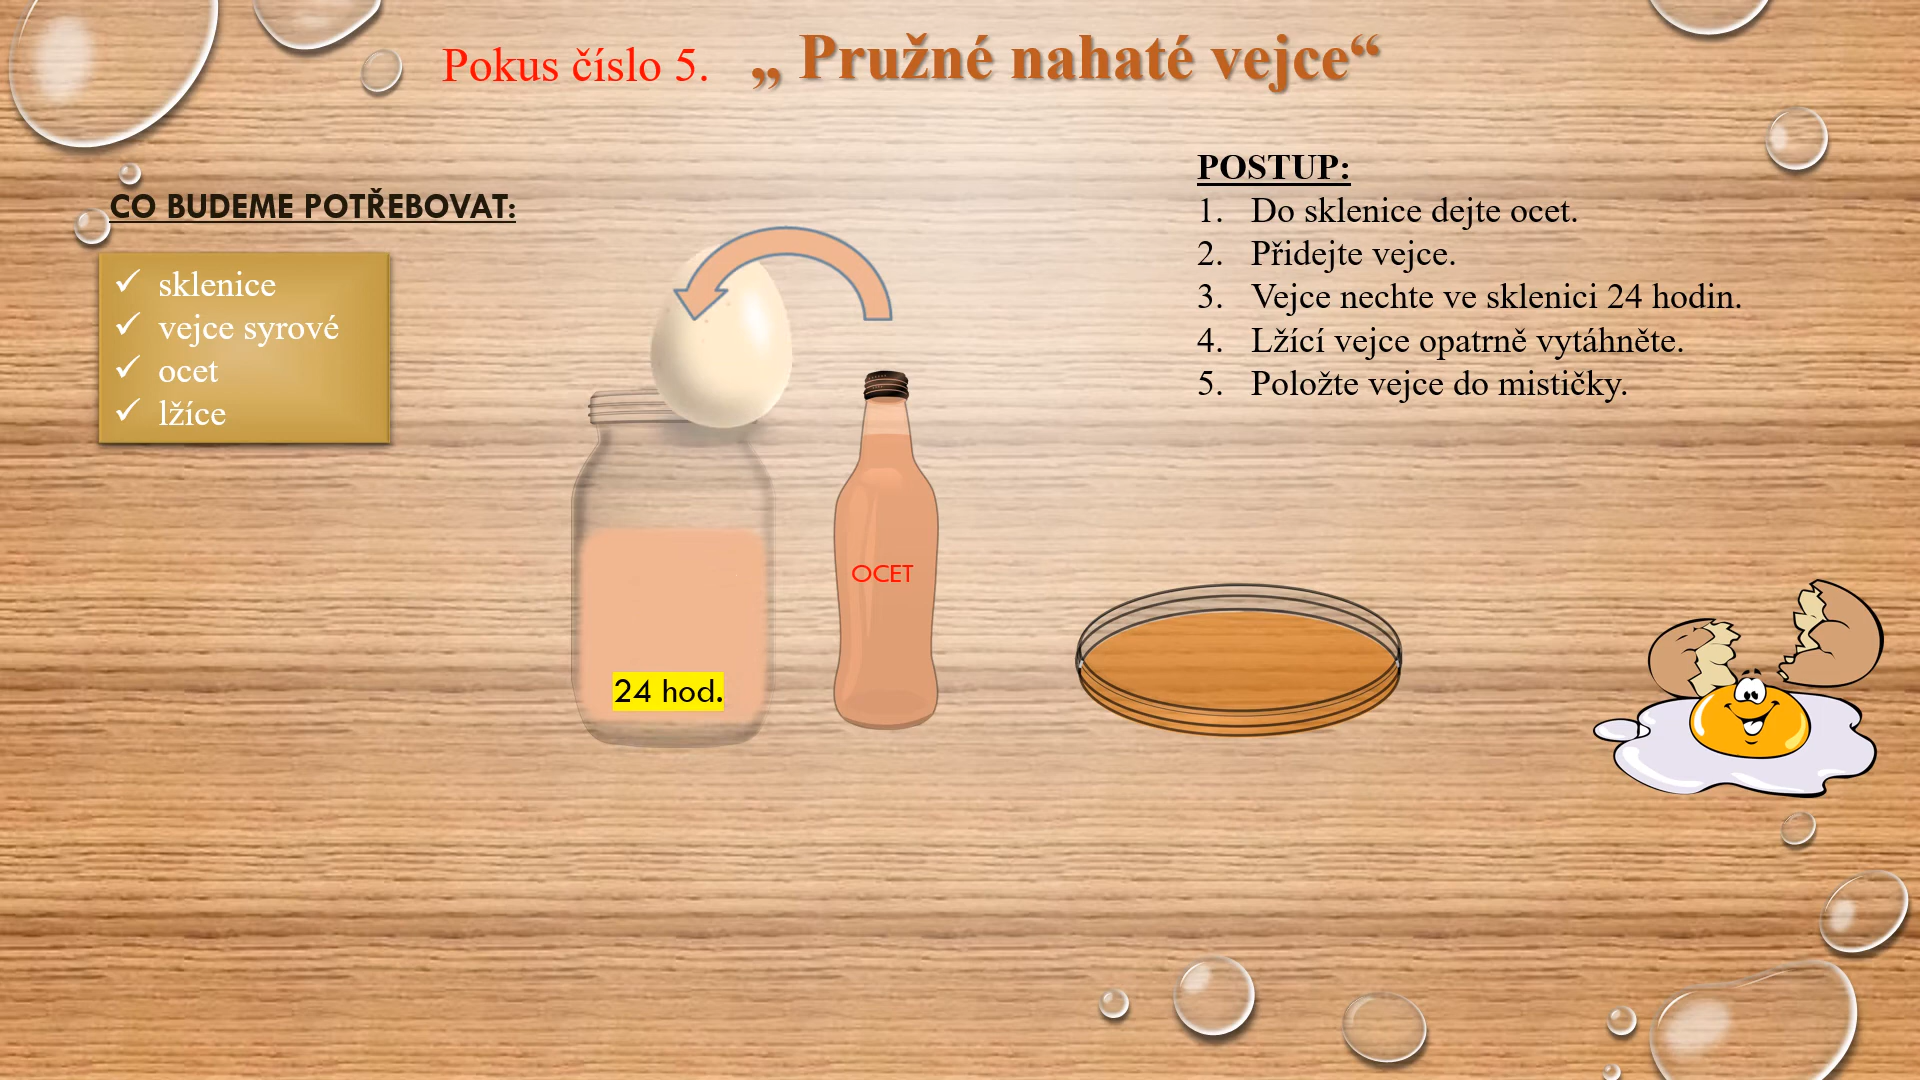 Pokus číslo 5. „ Pružné nahaté vejce“
CO BUDEME POTŘEBOVAT:
✓ sklenice
✓ vejce syrové
✓ ocet
✓ lžíce
POSTUP:
1. Do sklenice dejte ocet.
2. Přidejte vejce.
3. Vejce nechte ve sklenici 24 hodin.
4. Lžící vejce opatrně vytáhněte.
5. Položte vejce do mističky.
OCET
24 hod.